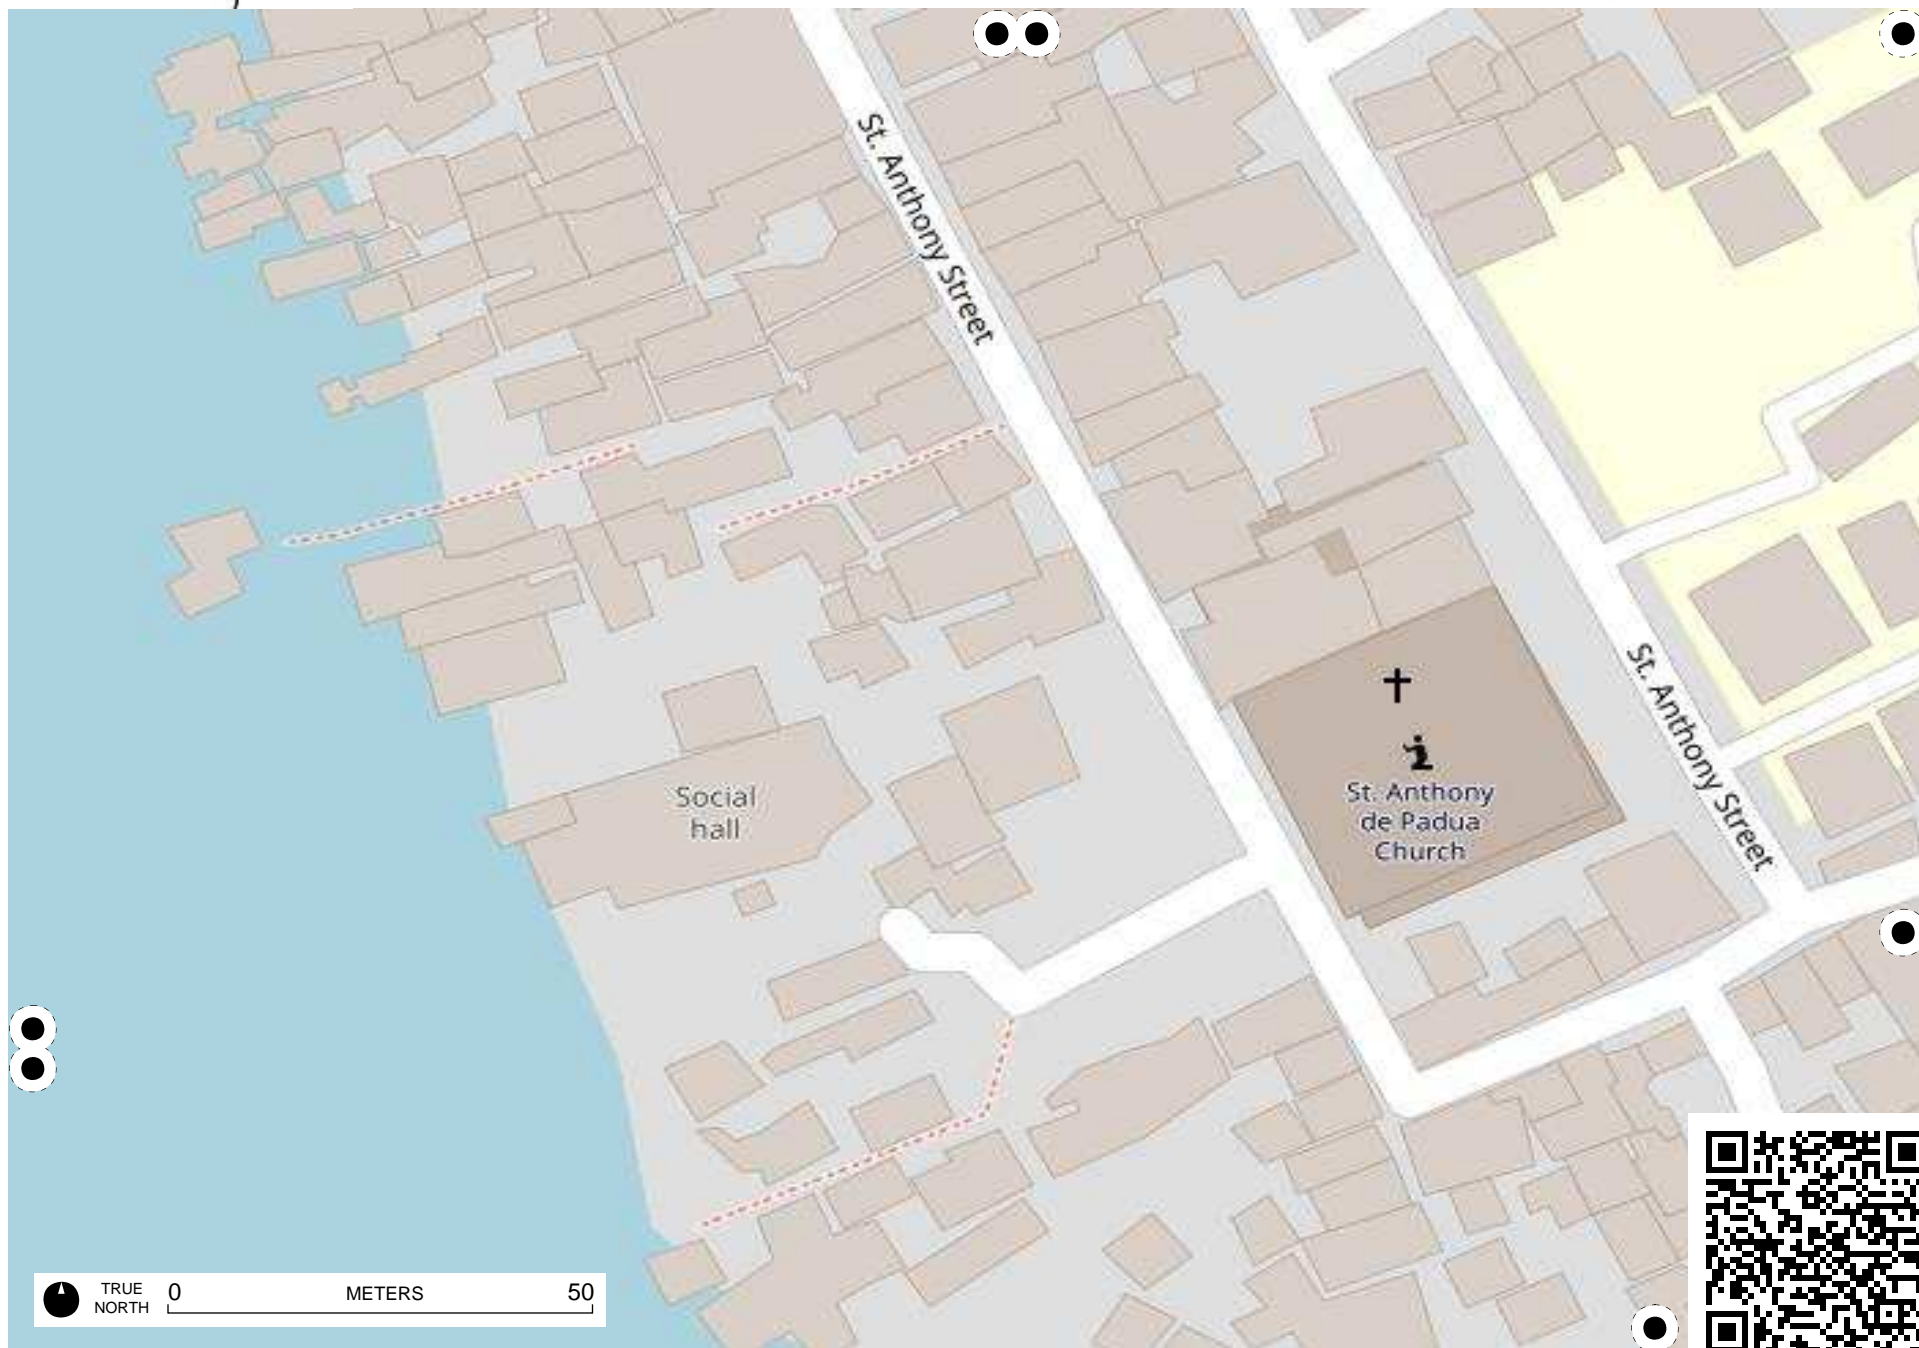 St. Anthony Street
St. Anthony Street
Social
hall
St. Anthony
de Padua
Church
TRUE
NORTH
0 METERS 50